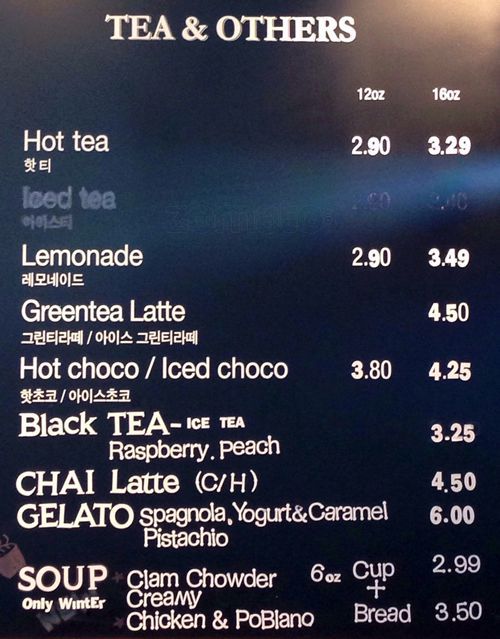 TEA & OTHERS
12oz 16oz
Hot tea 2.90 3.29
핫티
Iced tea
아이스티
Lemonade 2.90 3.49
레모네이드
Greentea Latte 4.50
그린티라떼 / 아이스 그린티라떼
Hot choco / Iced choco 3.80 4.25
핫초코 / 아이스초코
Black TEA - ICE TEA 3.25
Raspberry. Peach
CHAI Latte (C/H) 4.50
GELATO Spagnola, Yogurt & Caramel 6.00
Pistachio
SOUP Clam Chowder 6oz Cup 2.99
Only WintEr Creamy +
Chicken & PoBlano Bread 3.50